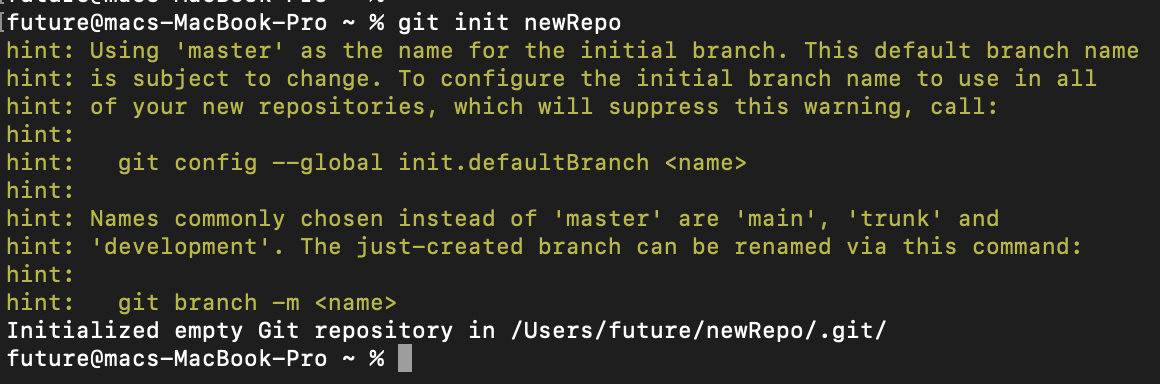 future@macs-MacBook-Pro ~ % git init newRepo
hint: Using 'master' as the name for the initial branch. This default branch name
hint: is subject to change. To configure the initial branch name to use in all
hint: of your new repositories, which will suppress this warning, call:
hint:
hint:   git config --global init.defaultBranch <name>
hint:
hint: Names commonly chosen instead of 'master' are 'main', 'trunk' and
hint: 'development'. The just-created branch can be renamed via this command:
hint:
hint:   git branch -m <name>
Initialized empty Git repository in /Users/future/newRepo/.git/
future@macs-MacBook-Pro ~ %